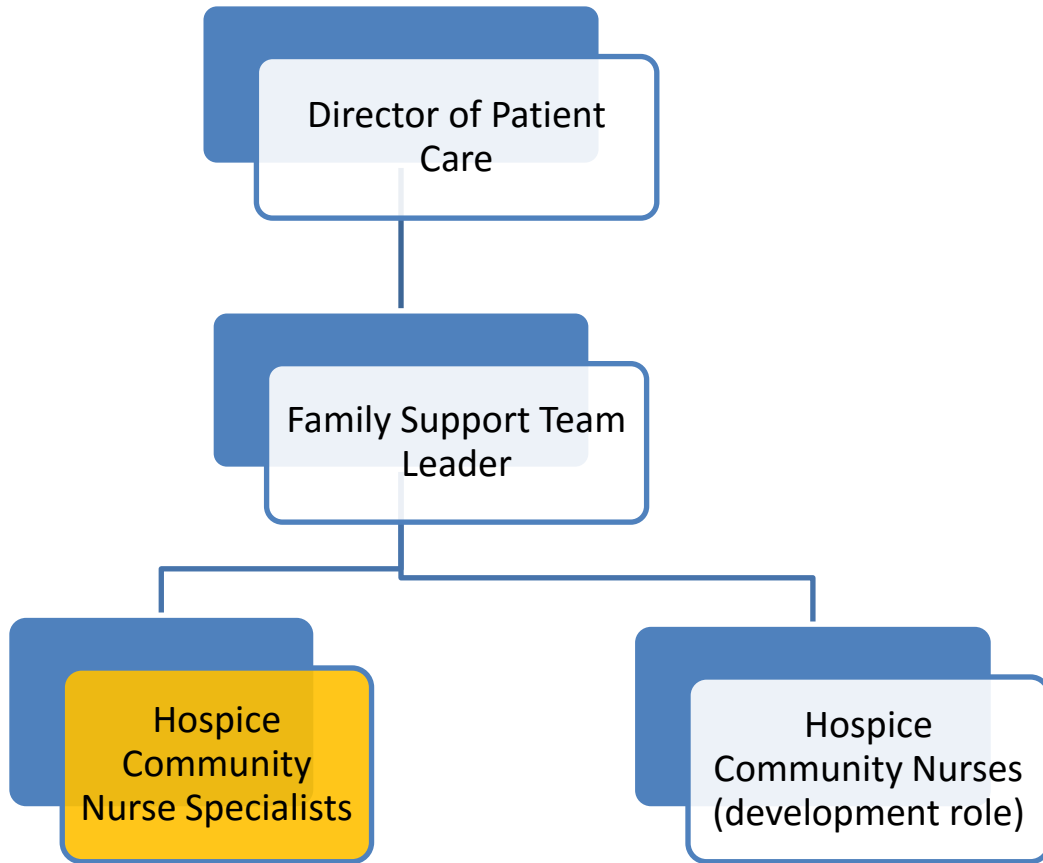 Director of Patient
Care
Family Support Team
Leader
Hospice
Community
Nurse Specialists
Hospice
Community Nurses
(development role)